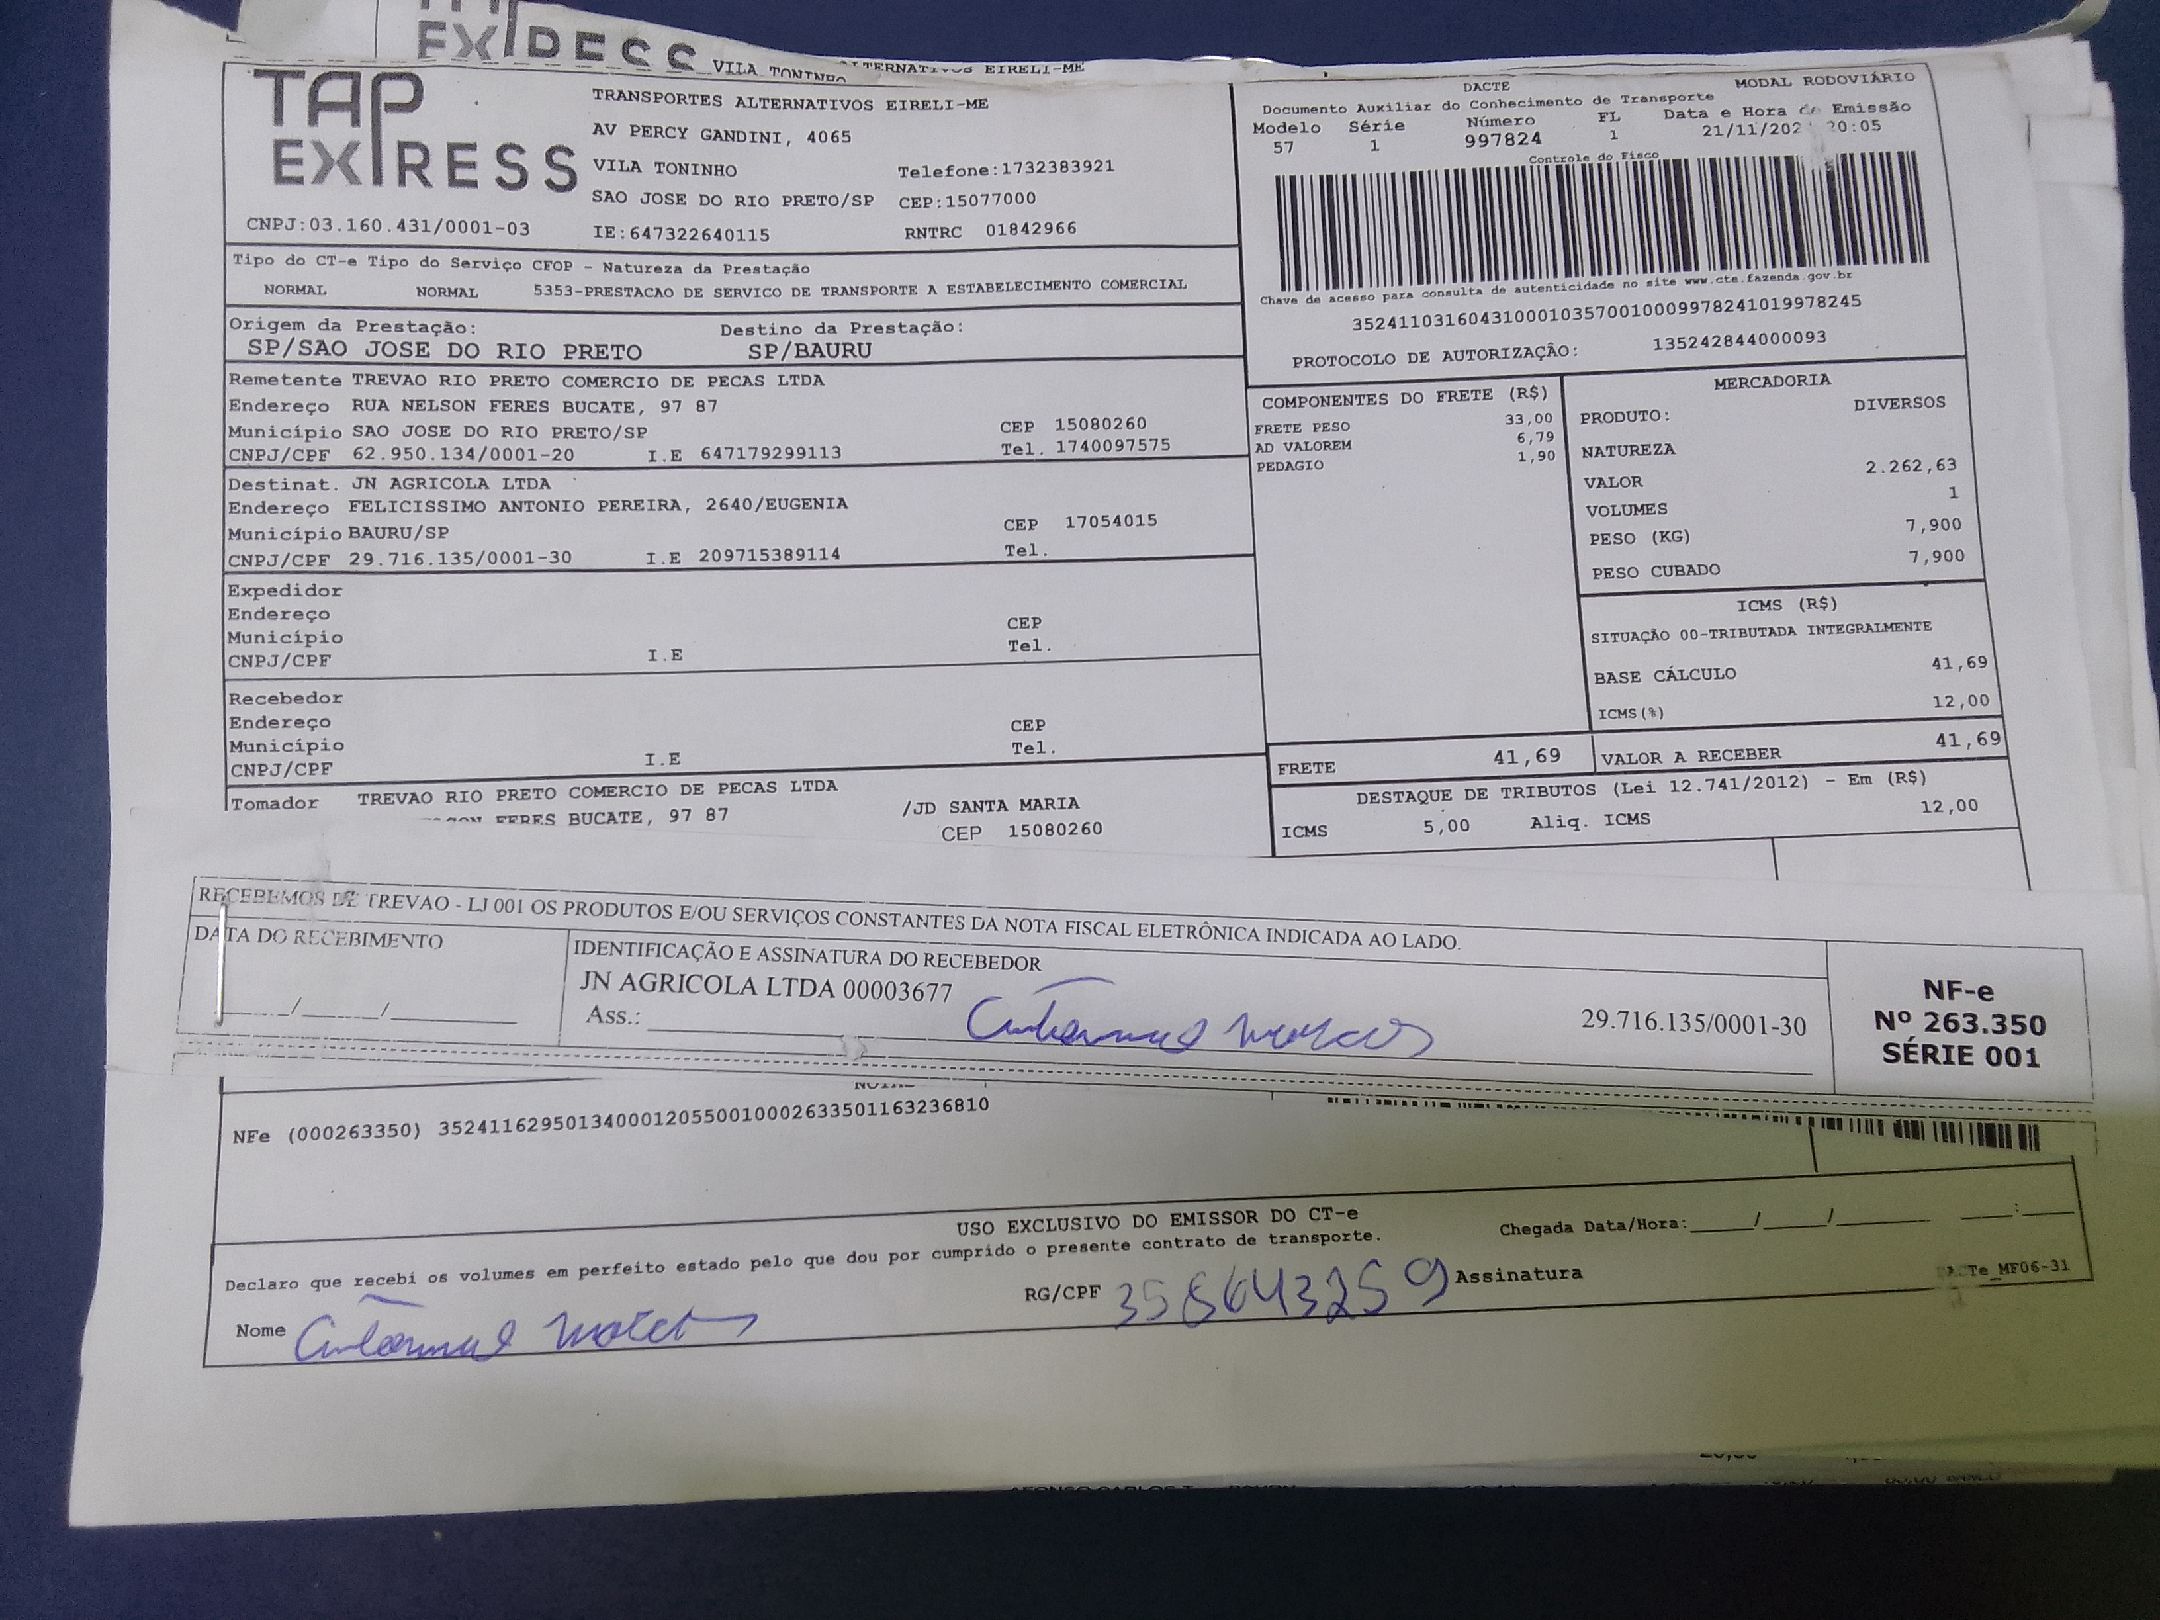 VILA TONINHO
ALTERNATIVOS EIRELI-ME
TAP
EXPRESS
TRANSPORTES ALTERNATIVOS EIRELI-ME
AV PERCY GANDINI, 4065
VILA TONINHO Telefone:1732383921
SAO JOSE DO RIO PRETO/SP CEP:15077000
CNPJ:03.160.431/0001-03 IE:647322640115 RNTRC 01842966
DACTE MODAL RODOVIÁRIO
Documento Auxiliar do Conhecimento de Transporte
Modelo Série Número FL Data e Hora de Emissão
57 1 997824 1 21/11/202 20:05
Controle do Fisco
Chave de acesso para consulta de autenticidade no site www.cte.fazenda.gov.br
35241103160431000103570010009978241019978245
PROTOCOLO DE AUTORIZAÇÃO: 135242844000093
Tipo do CT-e Tipo do Serviço CFOP - Natureza da Prestação
NORMAL NORMAL 5353-PRESTACAO DE SERVICO DE TRANSPORTE A ESTABELECIMENTO COMERCIAL
Origem da Prestação: Destino da Prestação:
SP/SAO JOSE DO RIO PRETO SP/BAURU
Remetente TREVAO RIO PRETO COMERCIO DE PECAS LTDA
Endereço RUA NELSON FERES BUCATE, 97 87
Município SAO JOSE DO RIO PRETO/SP CEP 15080260
CNPJ/CPF 62.950.134/0001-20 I.E 647179299113 Tel. 1740097575
Destinat. JN AGRICOLA LTDA
Endereço FELICISSIMO ANTONIO PEREIRA, 2640/EUGENIA
Município BAURU/SP CEP 17054015
CNPJ/CPF 29.716.135/0001-30 I.E 209715389114 Tel.
Expedidor
Endereço
Município CEP
CNPJ/CPF I.E Tel.
Recebedor
Endereço
Município CEP
CNPJ/CPF I.E Tel.
Tomador TREVAO RIO PRETO COMERCIO DE PECAS LTDA
FERES BUCATE, 97 87 /JD SANTA MARIA
CEP 15080260
COMPONENTES DO FRETE (R$)
FRETE PESO 33,00
AD VALOREM 6,79
PEDAGIO 1,90
MERCADORIA
PRODUTO: DIVERSOS
NATUREZA
VALOR 2.262,63
VOLUMES 1
PESO (KG) 7,900
PESO CUBADO 7,900
ICMS (R$)
SITUAÇÃO 00-TRIBUTADA INTEGRALMENTE
BASE CÁLCULO 41,69
ICMS(%) 12,00
FRETE 41,69 VALOR A RECEBER 41,69
DESTAQUE DE TRIBUTOS (Lei 12.741/2012) - Em (R$)
ICMS 5,00 Aliq. ICMS 12,00
RECEBEMOS DE TREVAO - LJ 001 OS PRODUTOS E/OU SERVIÇOS CONSTANTES DA NOTA FISCAL ELETRÔNICA INDICADA AO LADO.
DATA DO RECEBIMENTO
IDENTIFICAÇÃO E ASSINATURA DO RECEBEDOR
JN AGRICOLA LTDA 00003677
Ass.: 29.716.135/0001-30
NF-e
Nº 263.350
SÉRIE 001
NFe (000263350) 35241162950134000120550010002633501163236810
USO EXCLUSIVO DO EMISSOR DO CT-e
Declaro que recebi os volumes em perfeito estado pelo que dou por cumprido o presente contrato de transporte.
Chegada Data/Hora:
Nome RG/CPF 358643259 Assinatura
DACTe_MF06-31